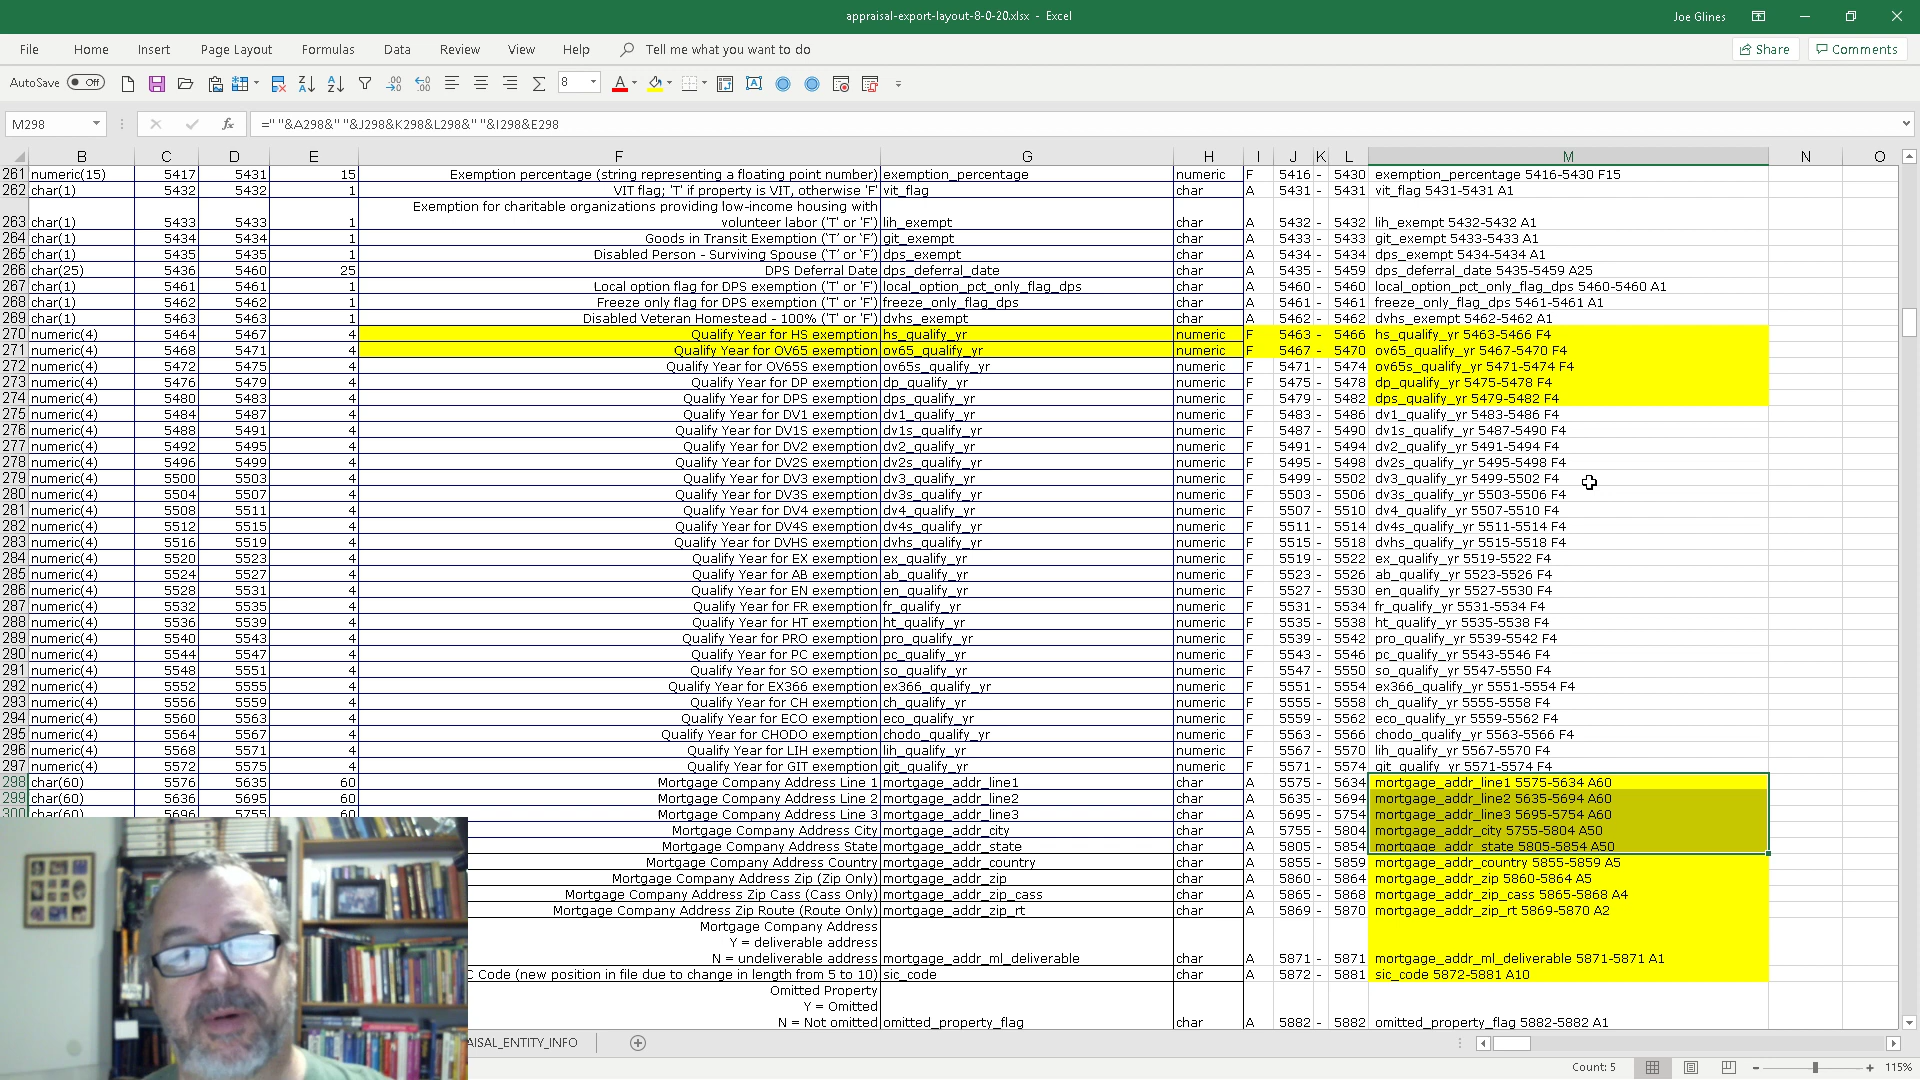 appraisal-export-layout-8-0-20.xlsx - Excel
Joe Glines
File Home Insert Page Layout Formulas Data Review View Help Tell me what you want to do Share Comments
AutoSave Off 8
M298 fx =" "&A298&" "&J298&K298&L298&" "&I298&E298
B C D E F G H I J K L M N O
261 numeric(15) 5417 5431 15 Exemption percentage (string representing a floating point number) exemption_percentage numeric F 5416 - 5430 exemption_percentage 5416-5430 F15
262 char(1) 5432 5432 1 VIT flag; 'T' if property is VIT, otherwise 'F' vit_flag char A 5431 - 5431 vit_flag 5431-5431 A1
Exemption for charitable organizations providing low-income housing with
263 char(1) 5433 5433 1 volunteer labor ('T' or 'F') lih_exempt char A 5432 - 5432 lih_exempt 5432-5432 A1
264 char(1) 5434 5434 1 Goods in Transit Exemption ('T' or 'F') git_exempt char A 5433 - 5433 git_exempt 5433-5433 A1
265 char(1) 5435 5435 1 Disabled Person - Surviving Spouse ('T' or 'F') dps_exempt char A 5434 - 5434 dps_exempt 5434-5434 A1
266 char(25) 5436 5460 25 DPS Deferral Date dps_deferral_date char A 5435 - 5459 dps_deferral_date 5435-5459 A25
267 char(1) 5461 5461 1 Local option flag for DPS exemption ('T' or 'F') local_option_pct_only_flag_dps char A 5460 - 5460 local_option_pct_only_flag_dps 5460-5460 A1
268 char(1) 5462 5462 1 Freeze only flag for DPS exemption ('T' or 'F') freeze_only_flag_dps char A 5461 - 5461 freeze_only_flag_dps 5461-5461 A1
269 char(1) 5463 5463 1 Disabled Veteran Homestead - 100% ('T' or 'F') dvhs_exempt char A 5462 - 5462 dvhs_exempt 5462-5462 A1
270 numeric(4) 5464 5467 4 Qualify Year for HS exemption hs_qualify_yr numeric F 5463 - 5466 hs_qualify_yr 5463-5466 F4
271 numeric(4) 5468 5471 4 Qualify Year for OV65 exemption ov65_qualify_yr numeric F 5467 - 5470 ov65_qualify_yr 5467-5470 F4
272 numeric(4) 5472 5475 4 Qualify Year for OV65S exemption ov65s_qualify_yr numeric F 5471 - 5474 ov65s_qualify_yr 5471-5474 F4
273 numeric(4) 5476 5479 4 Qualify Year for DP exemption dp_qualify_yr numeric F 5475 - 5478 dp_qualify_yr 5475-5478 F4
274 numeric(4) 5480 5483 4 Qualify Year for DPS exemption dps_qualify_yr numeric F 5479 - 5482 dps_qualify_yr 5479-5482 F4
275 numeric(4) 5484 5487 4 Qualify Year for DV1 exemption dv1_qualify_yr numeric F 5483 - 5486 dv1_qualify_yr 5483-5486 F4
276 numeric(4) 5488 5491 4 Qualify Year for DV1S exemption dv1s_qualify_yr numeric F 5487 - 5490 dv1s_qualify_yr 5487-5490 F4
277 numeric(4) 5492 5495 4 Qualify Year for DV2 exemption dv2_qualify_yr numeric F 5491 - 5494 dv2_qualify_yr 5491-5494 F4
278 numeric(4) 5496 5499 4 Qualify Year for DV2S exemption dv2s_qualify_yr numeric F 5495 - 5498 dv2s_qualify_yr 5495-5498 F4
279 numeric(4) 5500 5503 4 Qualify Year for DV3 exemption dv3_qualify_yr numeric F 5499 - 5502 dv3_qualify_yr 5499-5502 F4
280 numeric(4) 5504 5507 4 Qualify Year for DV3S exemption dv3s_qualify_yr numeric F 5503 - 5506 dv3s_qualify_yr 5503-5506 F4
281 numeric(4) 5508 5511 4 Qualify Year for DV4 exemption dv4_qualify_yr numeric F 5507 - 5510 dv4_qualify_yr 5507-5510 F4
282 numeric(4) 5512 5515 4 Qualify Year for DV4S exemption dv4s_qualify_yr numeric F 5511 - 5514 dv4s_qualify_yr 5511-5514 F4
283 numeric(4) 5516 5519 4 Qualify Year for DVHS exemption dvhs_qualify_yr numeric F 5515 - 5518 dvhs_qualify_yr 5515-5518 F4
284 numeric(4) 5520 5523 4 Qualify Year for EX exemption ex_qualify_yr numeric F 5519 - 5522 ex_qualify_yr 5519-5522 F4
285 numeric(4) 5524 5527 4 Qualify Year for AB exemption ab_qualify_yr numeric F 5523 - 5526 ab_qualify_yr 5523-5526 F4
286 numeric(4) 5528 5531 4 Qualify Year for EN exemption en_qualify_yr numeric F 5527 - 5530 en_qualify_yr 5527-5530 F4
287 numeric(4) 5532 5535 4 Qualify Year for FR exemption fr_qualify_yr numeric F 5531 - 5534 fr_qualify_yr 5531-5534 F4
288 numeric(4) 5536 5539 4 Qualify Year for HT exemption ht_qualify_yr numeric F 5535 - 5538 ht_qualify_yr 5535-5538 F4
289 numeric(4) 5540 5543 4 Qualify Year for PRO exemption pro_qualify_yr numeric F 5539 - 5542 pro_qualify_yr 5539-5542 F4
290 numeric(4) 5544 5547 4 Qualify Year for PC exemption pc_qualify_yr numeric F 5543 - 5546 pc_qualify_yr 5543-5546 F4
291 numeric(4) 5548 5551 4 Qualify Year for SO exemption so_qualify_yr numeric F 5547 - 5550 so_qualify_yr 5547-5550 F4
292 numeric(4) 5552 5555 4 Qualify Year for EX366 exemption ex366_qualify_yr numeric F 5551 - 5554 ex366_qualify_yr 5551-5554 F4
293 numeric(4) 5556 5559 4 Qualify Year for CH exemption ch_qualify_yr numeric F 5555 - 5558 ch_qualify_yr 5555-5558 F4
294 numeric(4) 5560 5563 4 Qualify Year for ECO exemption eco_qualify_yr numeric F 5559 - 5562 eco_qualify_yr 5559-5562 F4
295 numeric(4) 5564 5567 4 Qualify Year for CHODO exemption chodo_qualify_yr numeric F 5563 - 5566 chodo_qualify_yr 5563-5566 F4
296 numeric(4) 5568 5571 4 Qualify Year for LIH exemption lih_qualify_yr numeric F 5567 - 5570 lih_qualify_yr 5567-5570 F4
297 numeric(4) 5572 5575 4 Qualify Year for GIT exemption git_qualify_yr numeric F 5571 - 5574 git_qualify_yr 5571-5574 F4
298 char(60) 5576 5635 60 Mortgage Company Address Line 1 mortgage_addr_line1 char A 5575 - 5634 mortgage_addr_line1 5575-5634 A60
299 char(60) 5636 5695 60 Mortgage Company Address Line 2 mortgage_addr_line2 char A 5635 - 5694 mortgage_addr_line2 5635-5694 A60
300 char(60) 5696 5755 60 Mortgage Company Address Line 3 mortgage_addr_line3 char A 5695 - 5754 mortgage_addr_line3 5695-5754 A60
Mortgage Company Address City mortgage_addr_city char A 5755 - 5804 mortgage_addr_city 5755-5804 A50
Mortgage Company Address State mortgage_addr_state char A 5805 - 5854 mortgage_addr_state 5805-5854 A50
Mortgage Company Address Country mortgage_addr_country char A 5855 - 5859 mortgage_addr_country 5855-5859 A5
Mortgage Company Address Zip (Zip Only) mortgage_addr_zip char A 5860 - 5864 mortgage_addr_zip 5860-5864 A5
Mortgage Company Address Zip Cass (Cass Only) mortgage_addr_zip_cass char A 5865 - 5868 mortgage_addr_zip_cass 5865-5868 A4
Mortgage Company Address Zip Route (Route Only) mortgage_addr_zip_rt char A 5869 - 5870 mortgage_addr_zip_rt 5869-5870 A2
Mortgage Company Address
Y = deliverable address
N = undeliverable address mortgage_addr_ml_deliverable char A 5871 - 5871 mortgage_addr_ml_deliverable 5871-5871 A1
C Code (new position in file due to change in length from 5 to 10) sic_code char A 5872 - 5881 sic_code 5872-5881 A10
Omitted Property
Y = Omitted
N = Not omitted omitted_property_flag char A 5882 - 5882 omitted_property_flag 5882-5882 A1
AISAL_ENTITY_INFO
Count: 5 115%